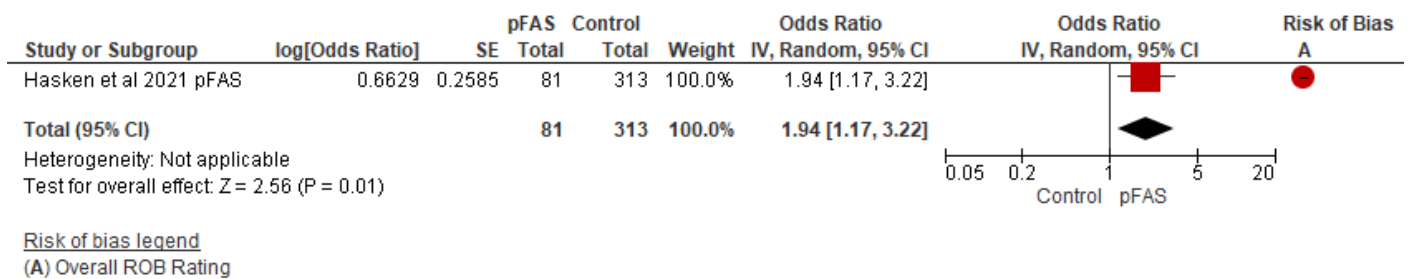 pFAS Control Odds Ratio Odds Ratio Risk of Bias
Study or Subgroup log[Odds Ratio] SE Total Total Weight IV, Random, 95% CI IV, Random, 95% CI A
Hasken et al 2021 pFAS 0.6629 0.2585 81 313 100.0% 1.94 [1.17, 3.22]
Total (95% CI) 81 313 100.0% 1.94 [1.17, 3.22]
Heterogeneity: Not applicable
Test for overall effect: Z = 2.56 (P = 0.01)
0.05 0.2 1 5 20
Control pFAS
Risk of bias legend
(A) Overall ROB Rating